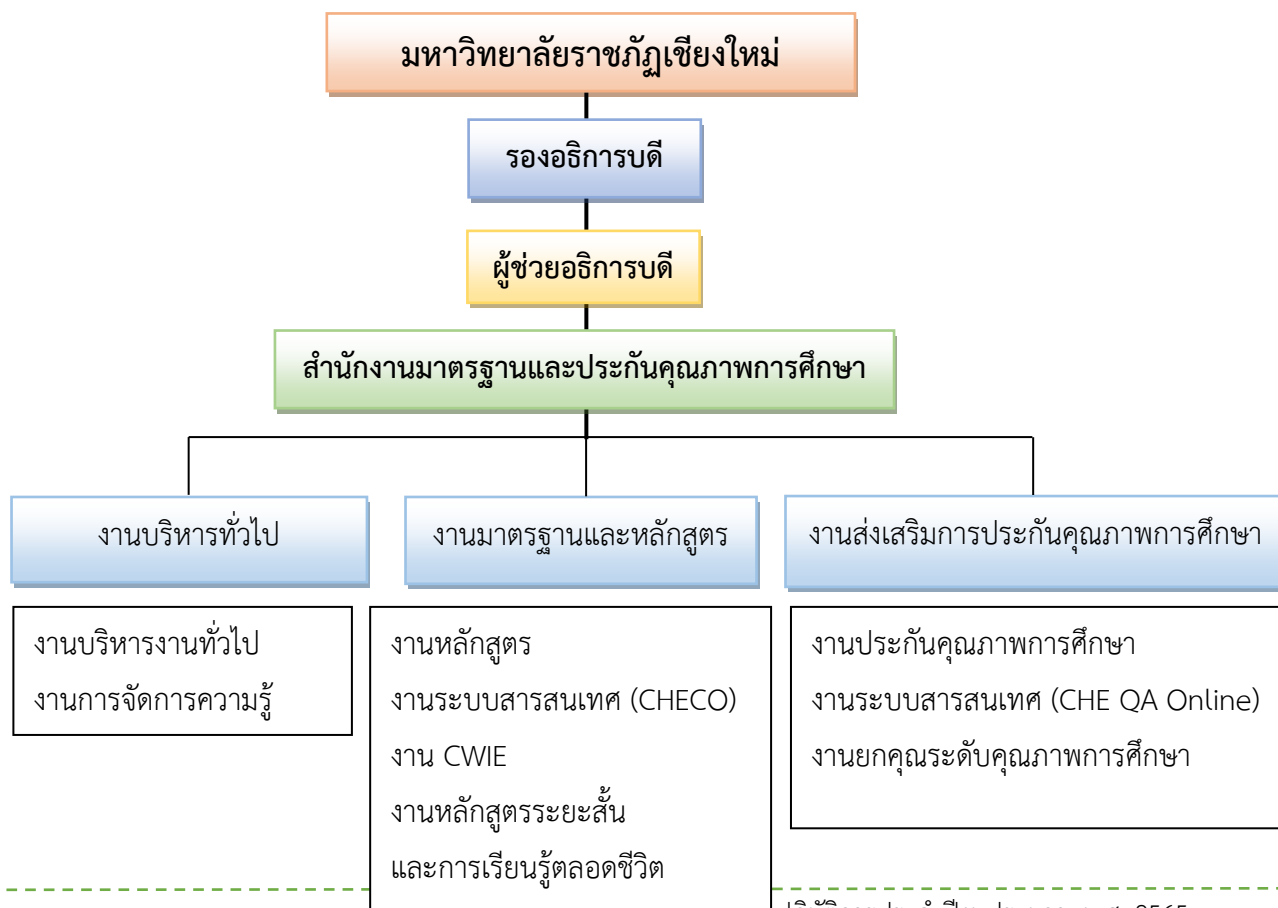 มหาวิทยาลัยราชภัฏเชียงใหม่
รองอธิการบดี
ผู้ช่วยอธิการบดี
สำนักงานมาตรฐานและประกันคุณภาพการศึกษา
งานบริหารทั่วไป
งานบริหารงานทั่วไป
งานการจัดการความรู้
งานมาตรฐานและหลักสูตร
งานหลักสูตร
งานระบบสารสนเทศ (CHECO)
งาน CWIE
งานหลักสูตรระยะสั้น
และการเรียนรู้ตลอดชีวิต
งานส่งเสริมการประกันคุณภาพการศึกษา
งานประกันคุณภาพการศึกษา
งานระบบสารสนเทศ (CHE QA Online)
งานยกคุณระดับคุณภาพการศึกษา